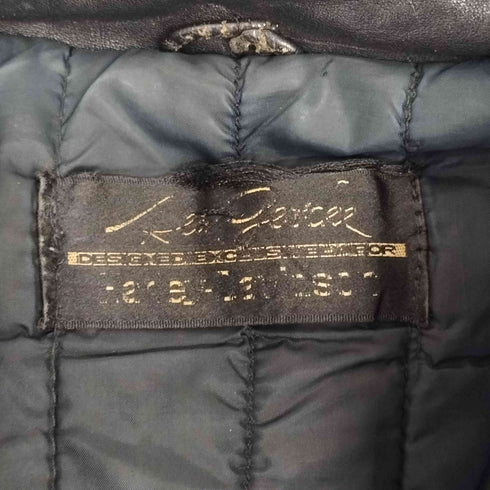 DESIGNED EXCLUSIVELY FOR
Harley-Davidson